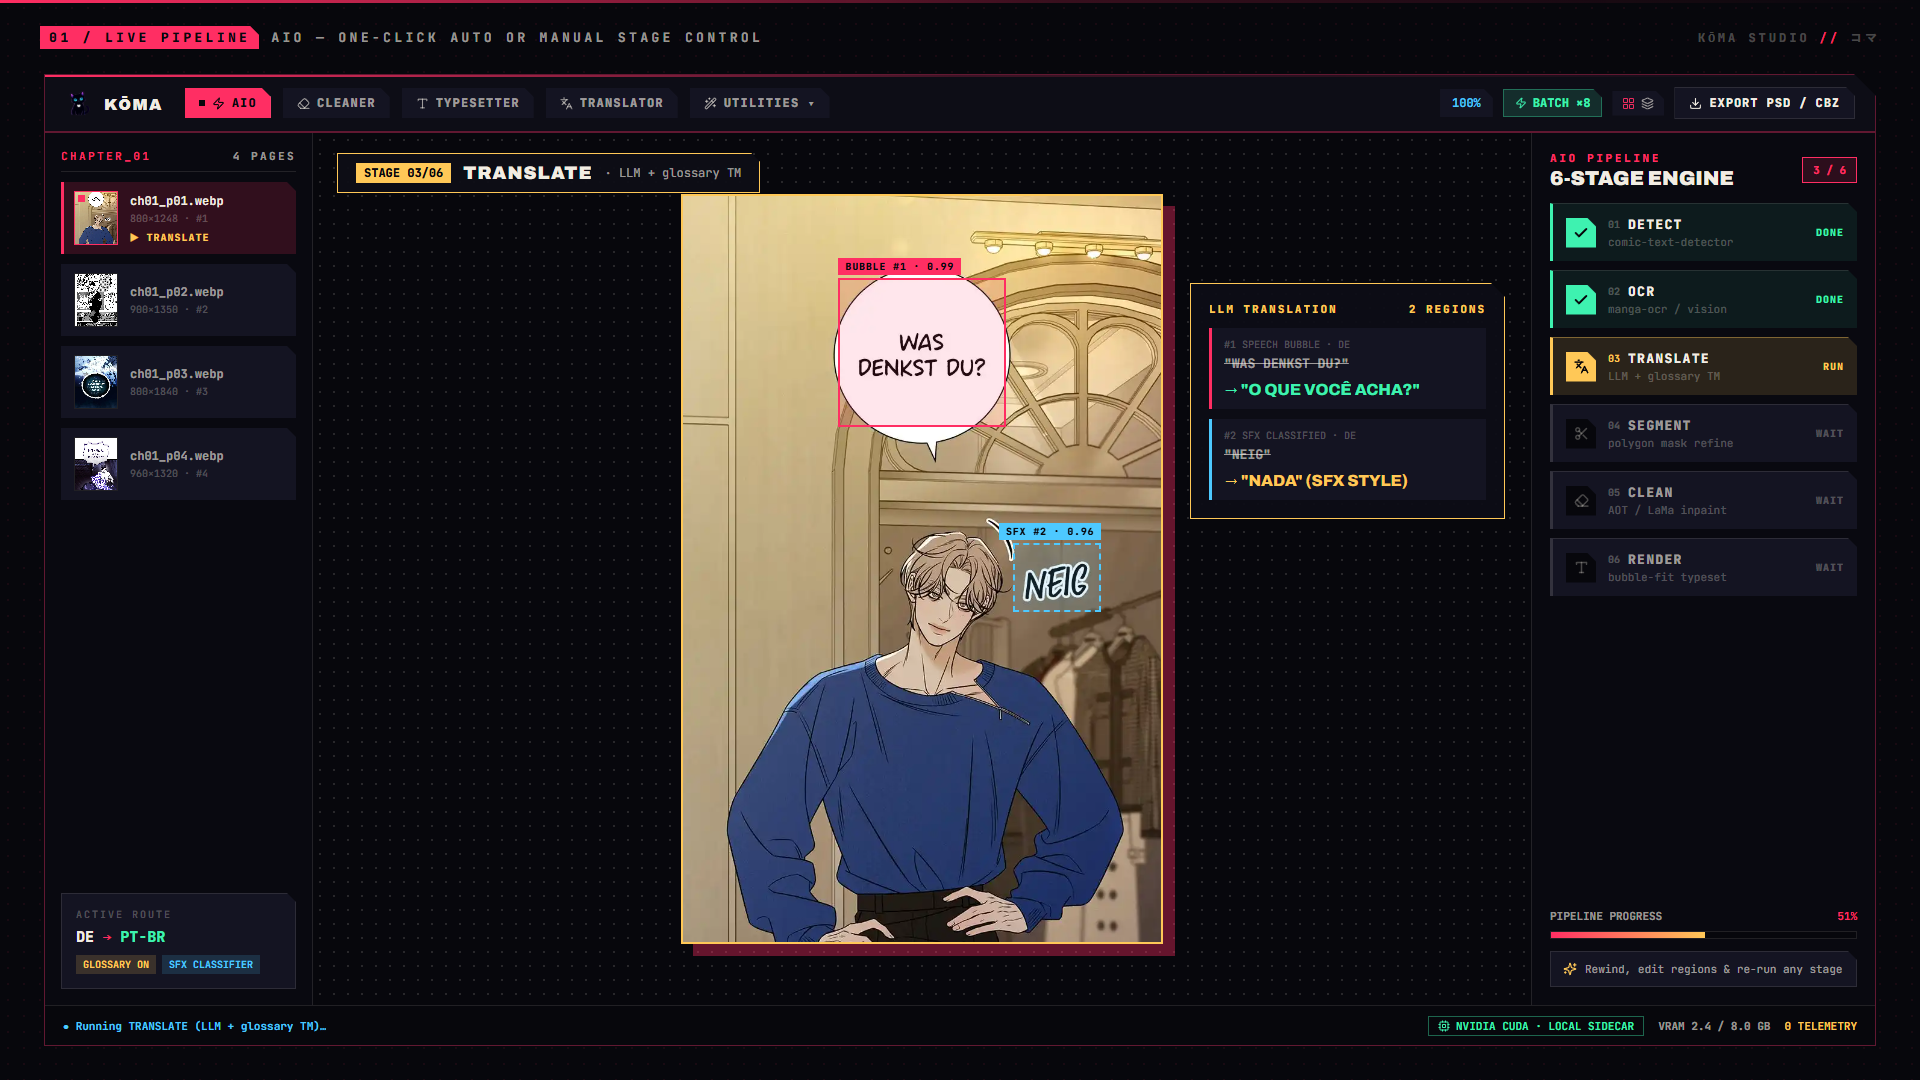 01 / LIVE PIPELINE AIO — ONE-CLICK AUTO OR MANUAL STAGE CONTROL
KŌMA STUDIO // コマ
KŌMA
AIO
CLEANER
TYPESETTER
TRANSLATOR
UTILITIES ▾
100%
BATCH ×8
EXPORT PSD / CBZ
CHAPTER_01 4 PAGES
ch01_p01.webp
800×1248 · #1
▶ TRANSLATE
ch01_p02.webp
900×1350 · #2
ch01_p03.webp
800×1840 · #3
ch01_p04.webp
960×1320 · #4
ACTIVE ROUTE
DE → PT-BR
GLOSSARY ON SFX CLASSIFIER
STAGE 03/06 TRANSLATE · LLM + glossary TM
BUBBLE #1 · 0.99
WAS
DENKST DU?
SFX #2 · 0.96
NEIG
LLM TRANSLATION 2 REGIONS
#1 SPEECH BUBBLE · DE
"WAS DENKST DU?"
→ "O QUE VOCÊ ACHA?"
#2 SFX CLASSIFIED · DE
"NEIG"
→ "NADA" (SFX STYLE)
AIO PIPELINE
6-STAGE ENGINE
3 / 6
01 DETECT
comic-text-detector
DONE
02 OCR
manga-ocr / vision
DONE
03 TRANSLATE
LLM + glossary TM
RUN
04 SEGMENT
polygon mask refine
WAIT
05 CLEAN
AOT / LaMa inpaint
WAIT
06 RENDER
bubble-fit typeset
WAIT
PIPELINE PROGRESS 51%
Rewind, edit regions & re-run any stage
● Running TRANSLATE (LLM + glossary TM)…
NVIDIA CUDA · LOCAL SIDECAR
VRAM 2.4 / 8.0 GB
0 TELEMETRY